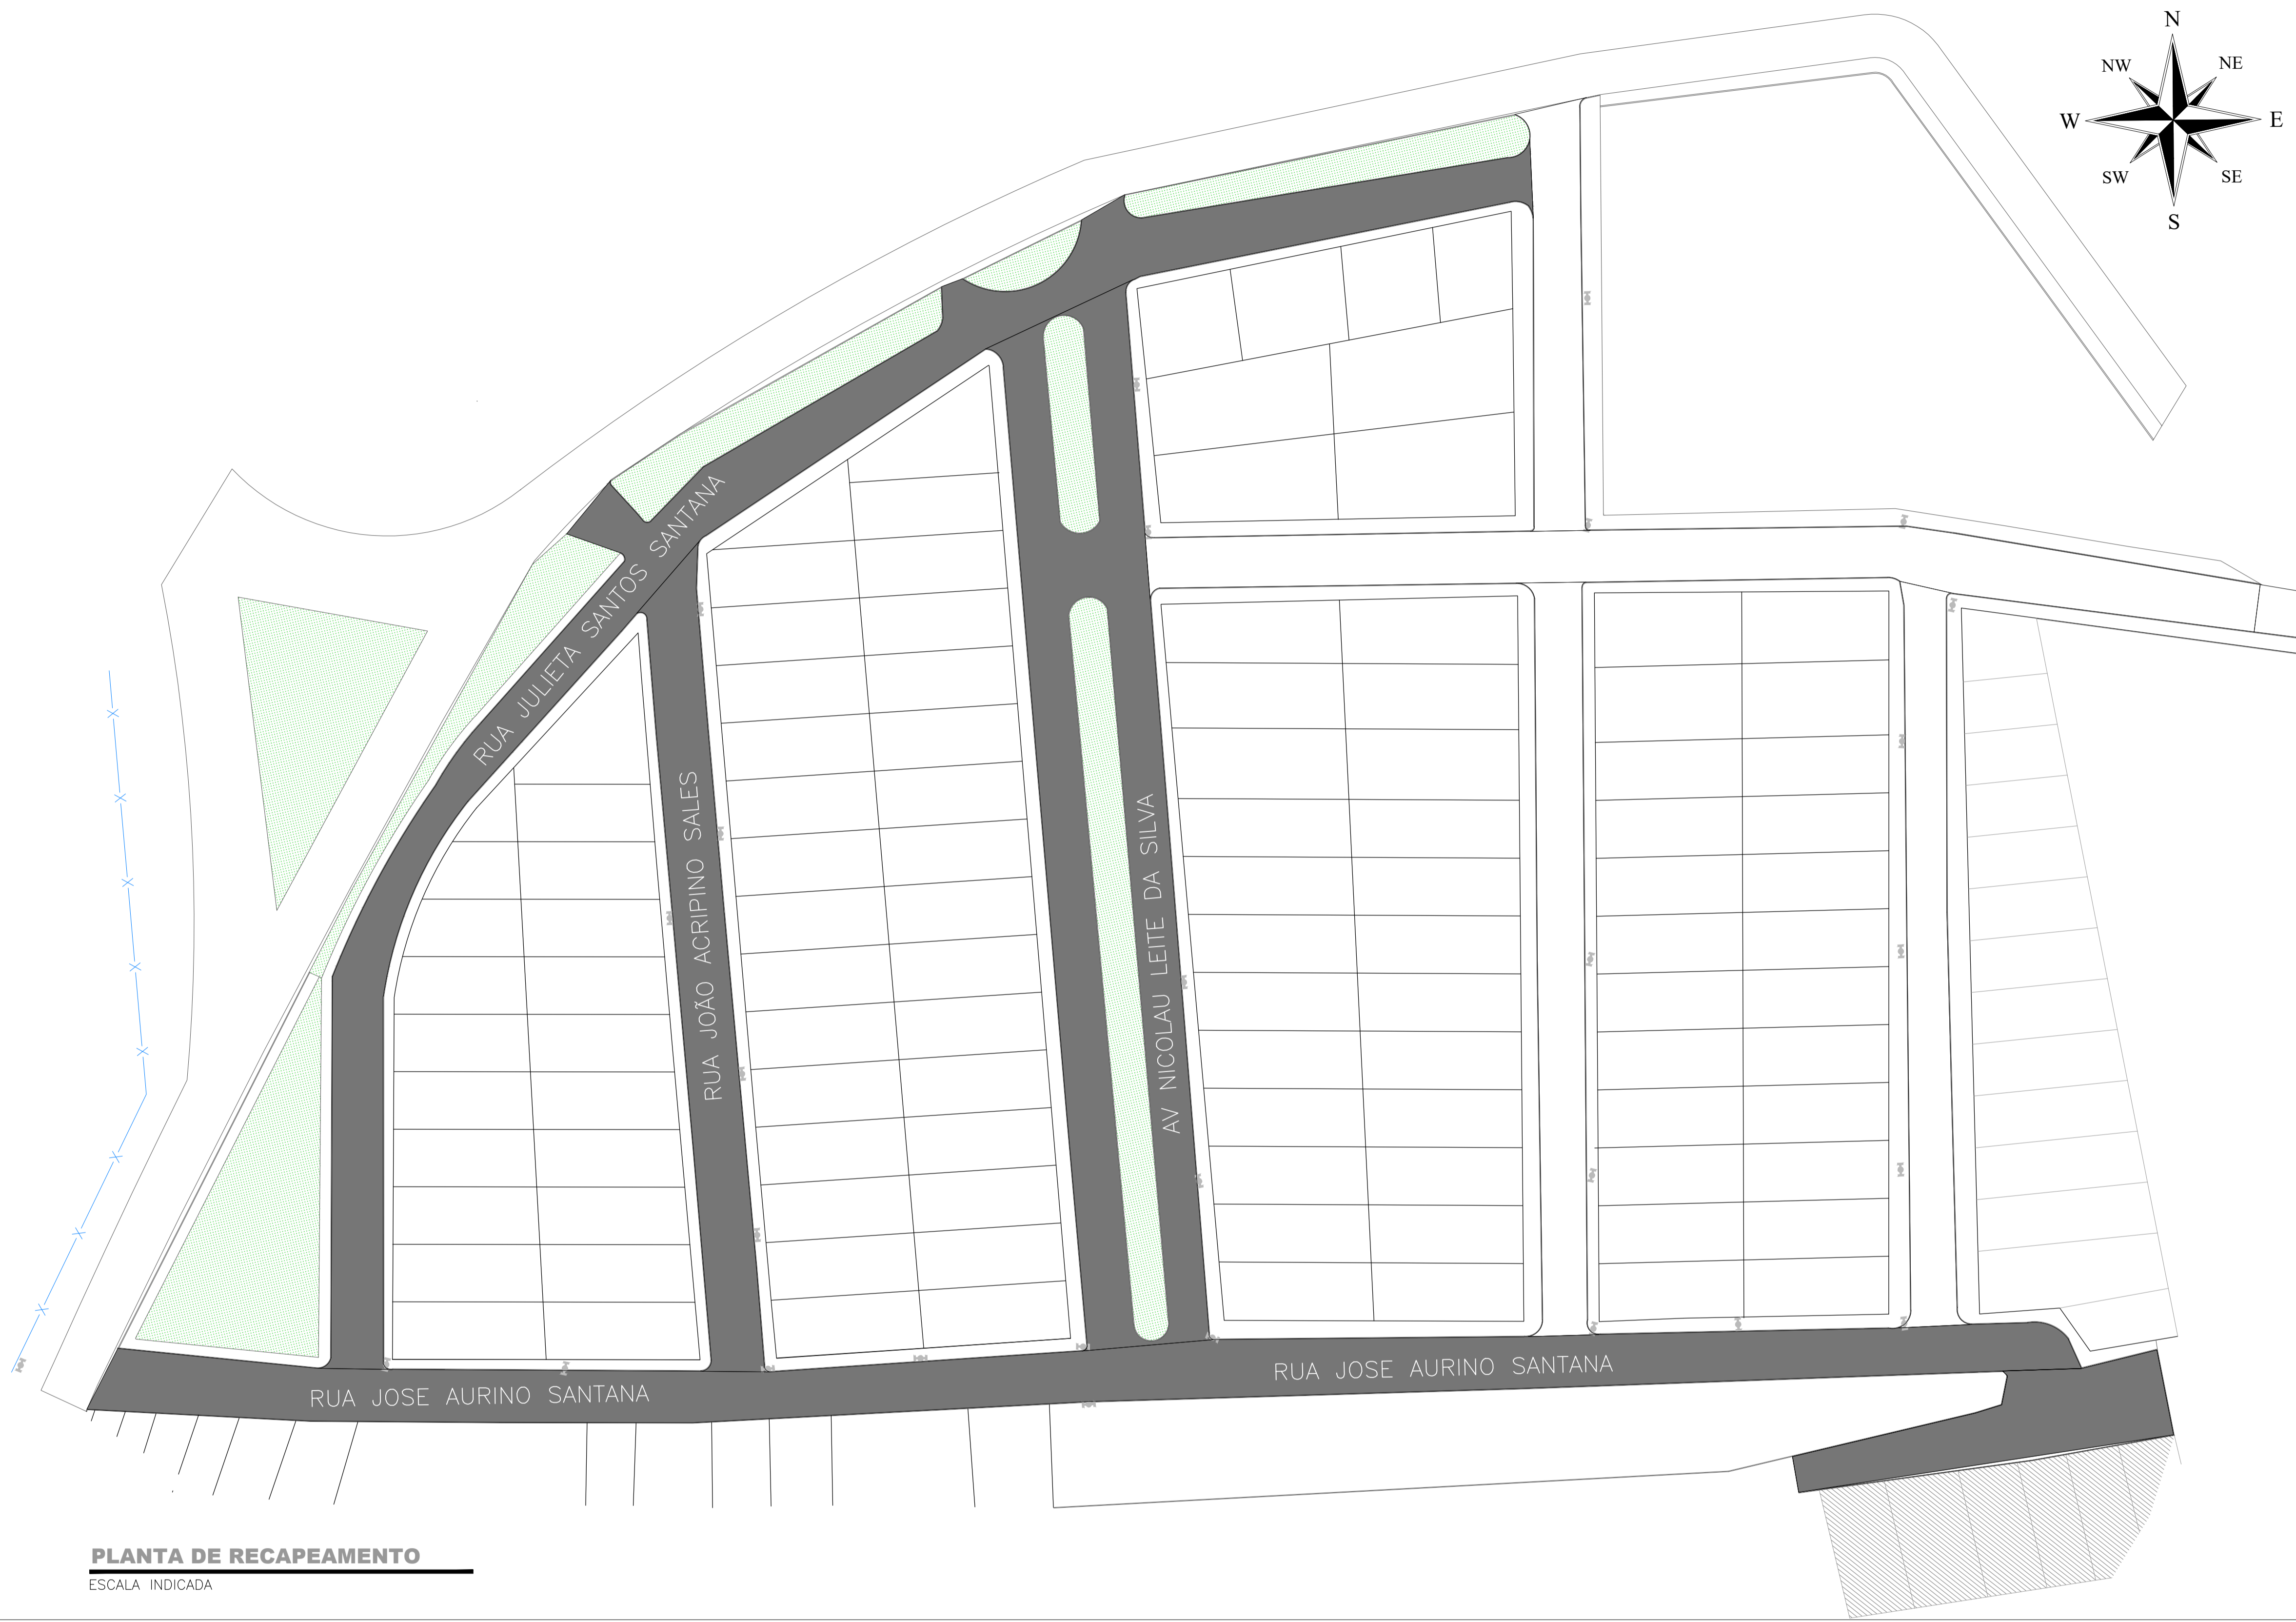 N
NW
NE
W
E
SW
SE
S
RUA JULIETA SANTOS SANTANA
RUA JOÃO ACRIPINO SALES
AV NICOLAU LEITE DA SILVA
RUA JOSE AURINO SANTANA
RUA JOSE AURINO SANTANA
PLANTA DE RECAPEAMENTO
ESCALA INDICADA